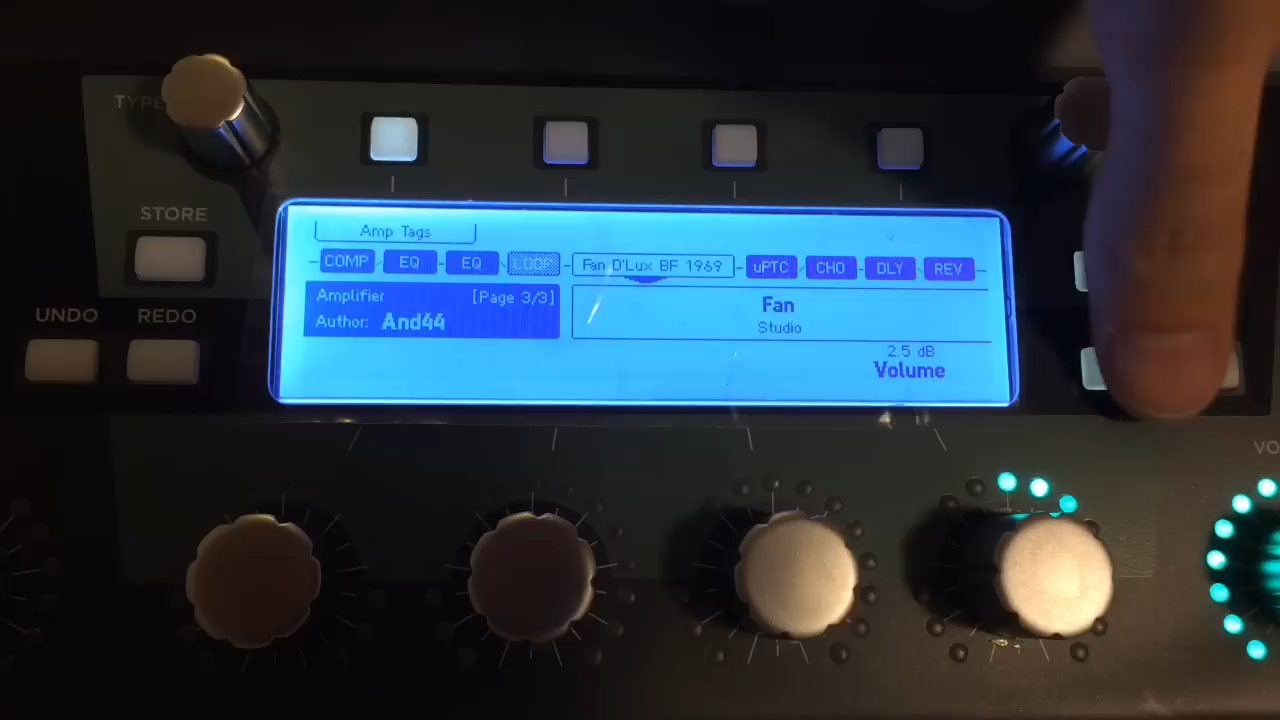 TYPE
STORE
UNDO REDO
Amp Tags
COMP EQ EQ LOOP Fan D'Lux BF 1969 uPTC CHO DLY REV
Amplifier [Page 3/3]
Author: And44
Fan
Studio
2.5 dB
Volume
VO